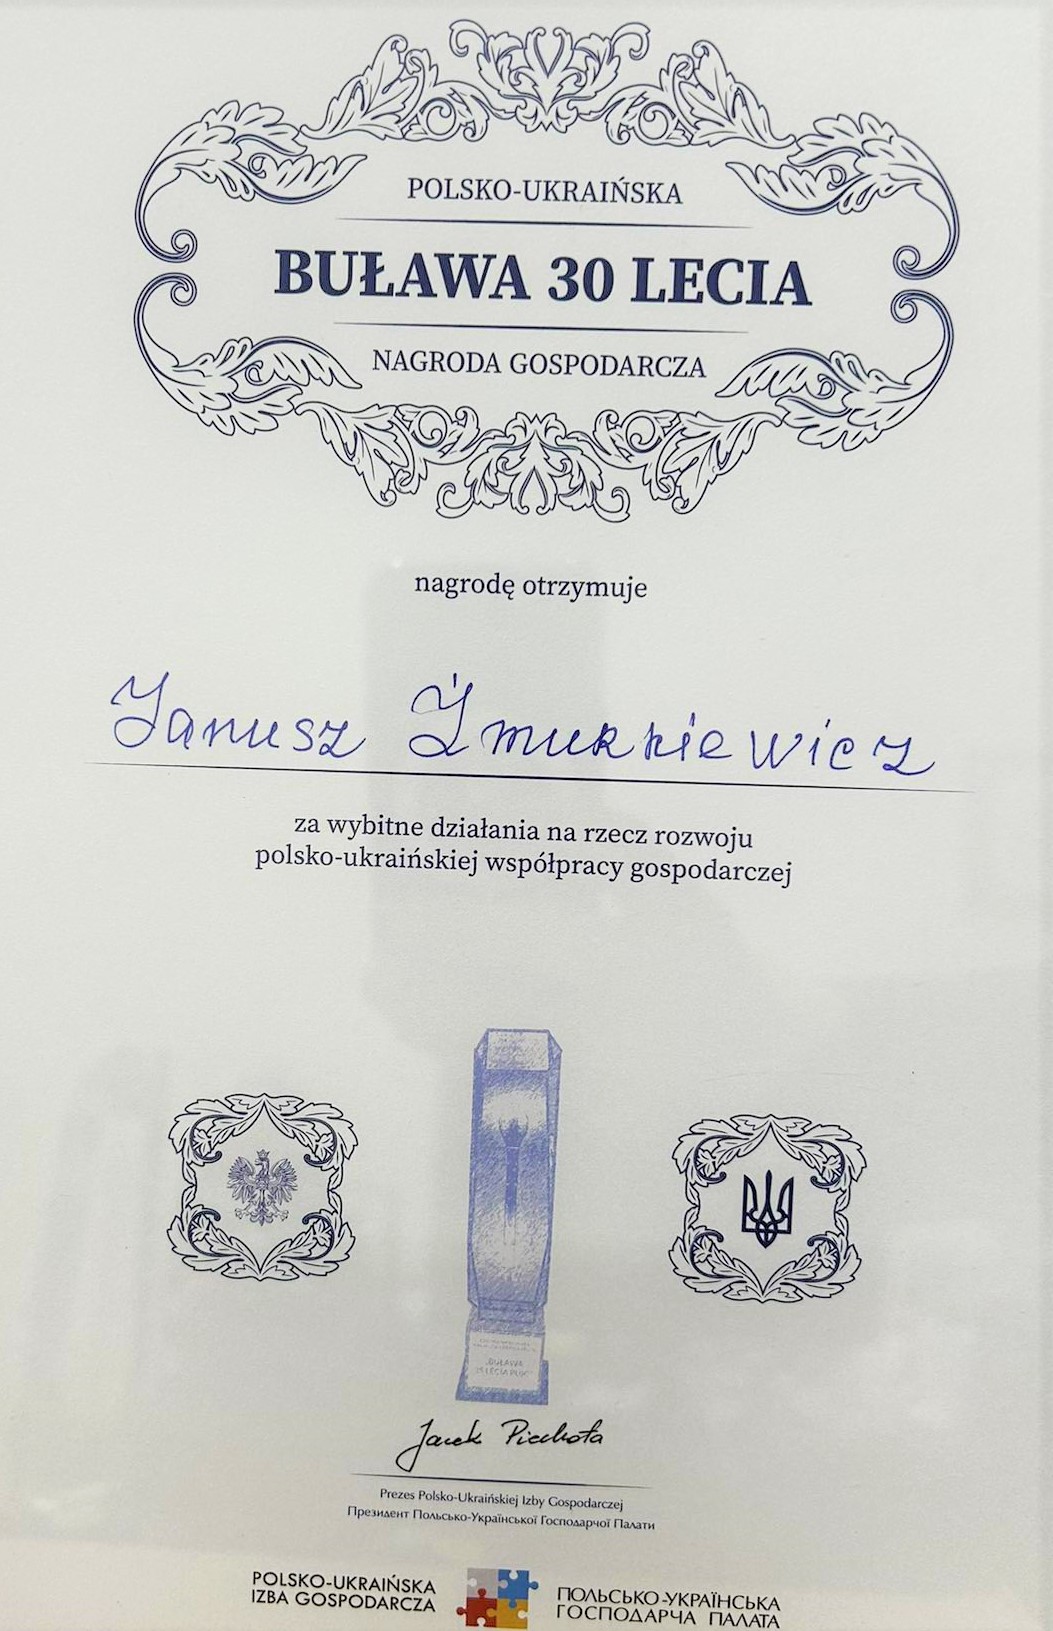 POLSKO-UKRAIŃSKA
BUŁAWA 30 LECIA
NAGRODA GOSPODARCZA
nagrodę otrzymuje
Janusz Żmurkiewicz
za wybitne działania na rzecz rozwoju
polsko-ukraińskiej współpracy gospodarczej
„BUŁAWA
Jacek Piechota
Prezes Polsko-Ukraińskiej Izby Gospodarczej
Президент Польсько-Української Господарчої Палати
POLSKO-UKRAIŃSKA
IZBA GOSPODARCZA
ПОЛЬСЬКО-УКРАЇНСЬКА
ГОСПОДАРЧА ПАЛАТА